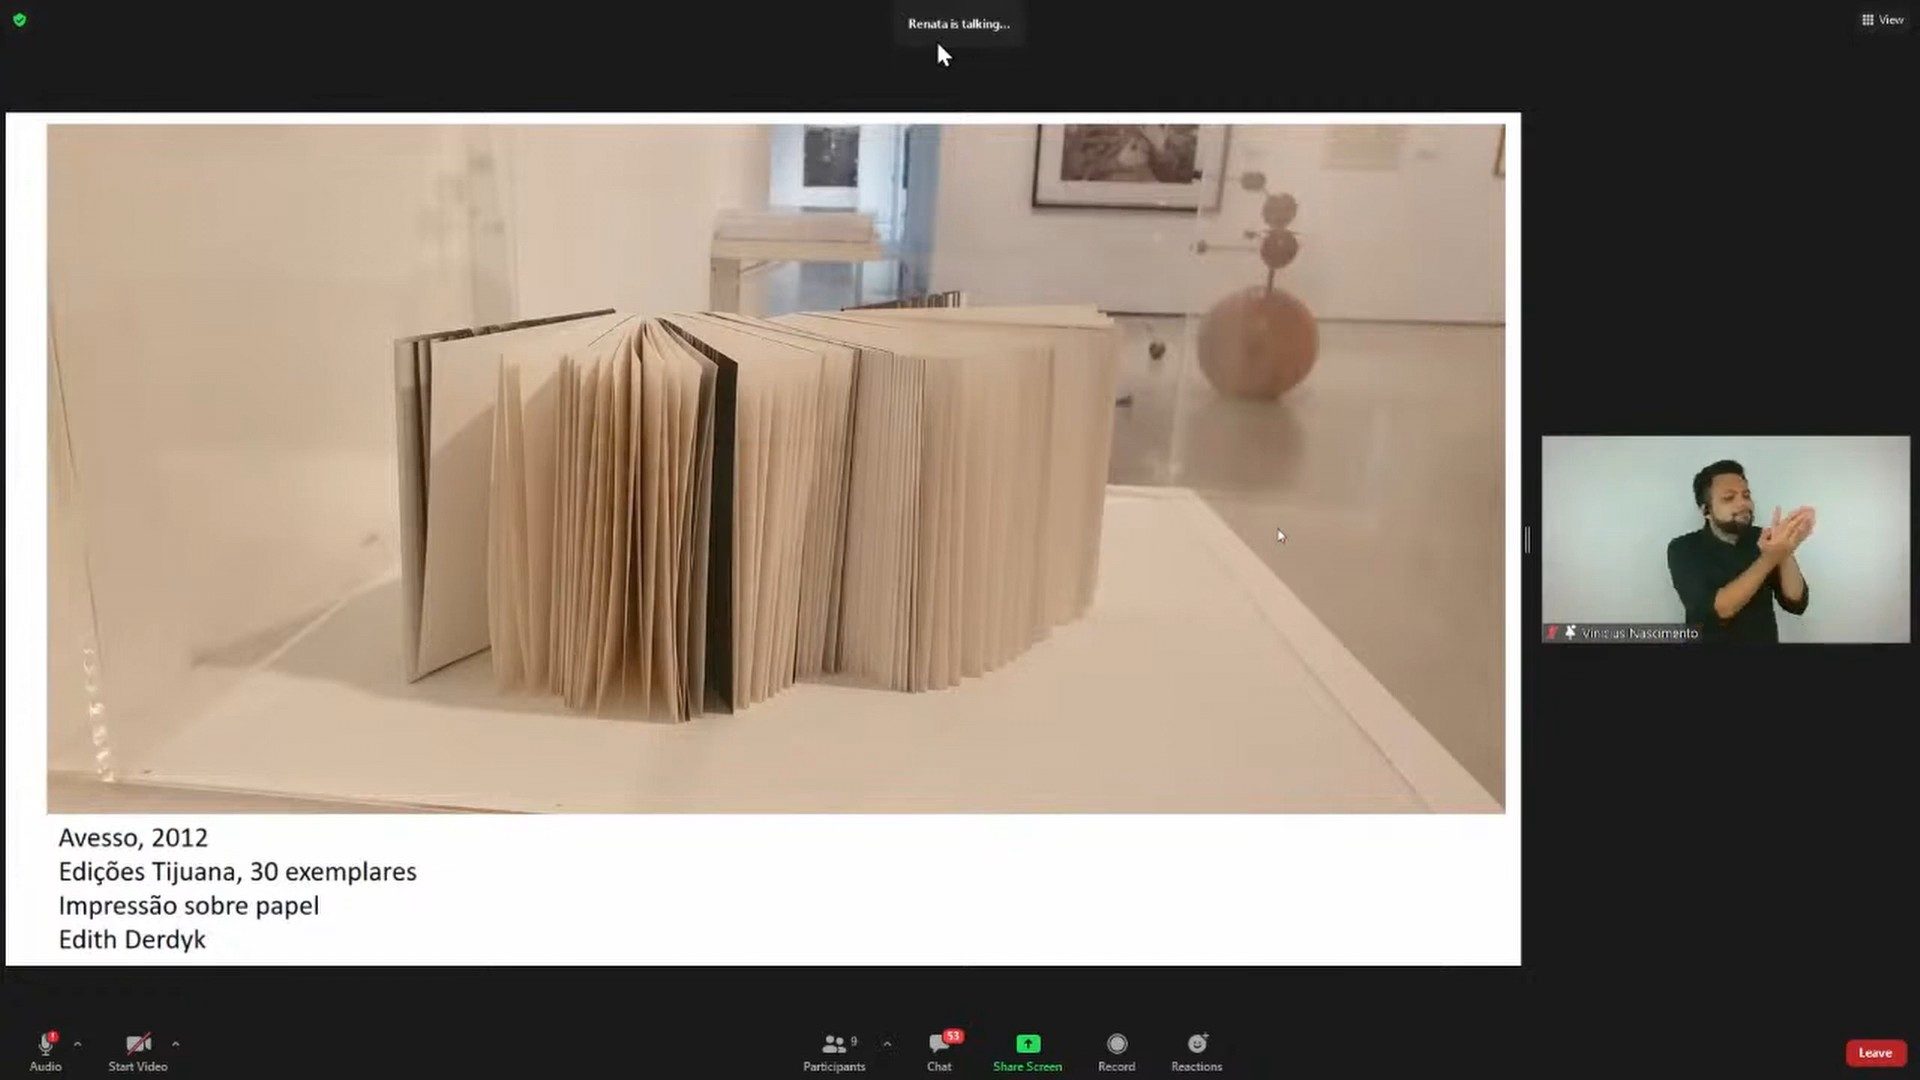 Renata is talking...
View
Avesso, 2012
Edições Tijuana, 30 exemplares
Impressão sobre papel
Edith Derdyk
Vinicius Nascimento
Audio
Start Video
Participants
9
Chat
53
Share Screen
Record
Reactions
Leave